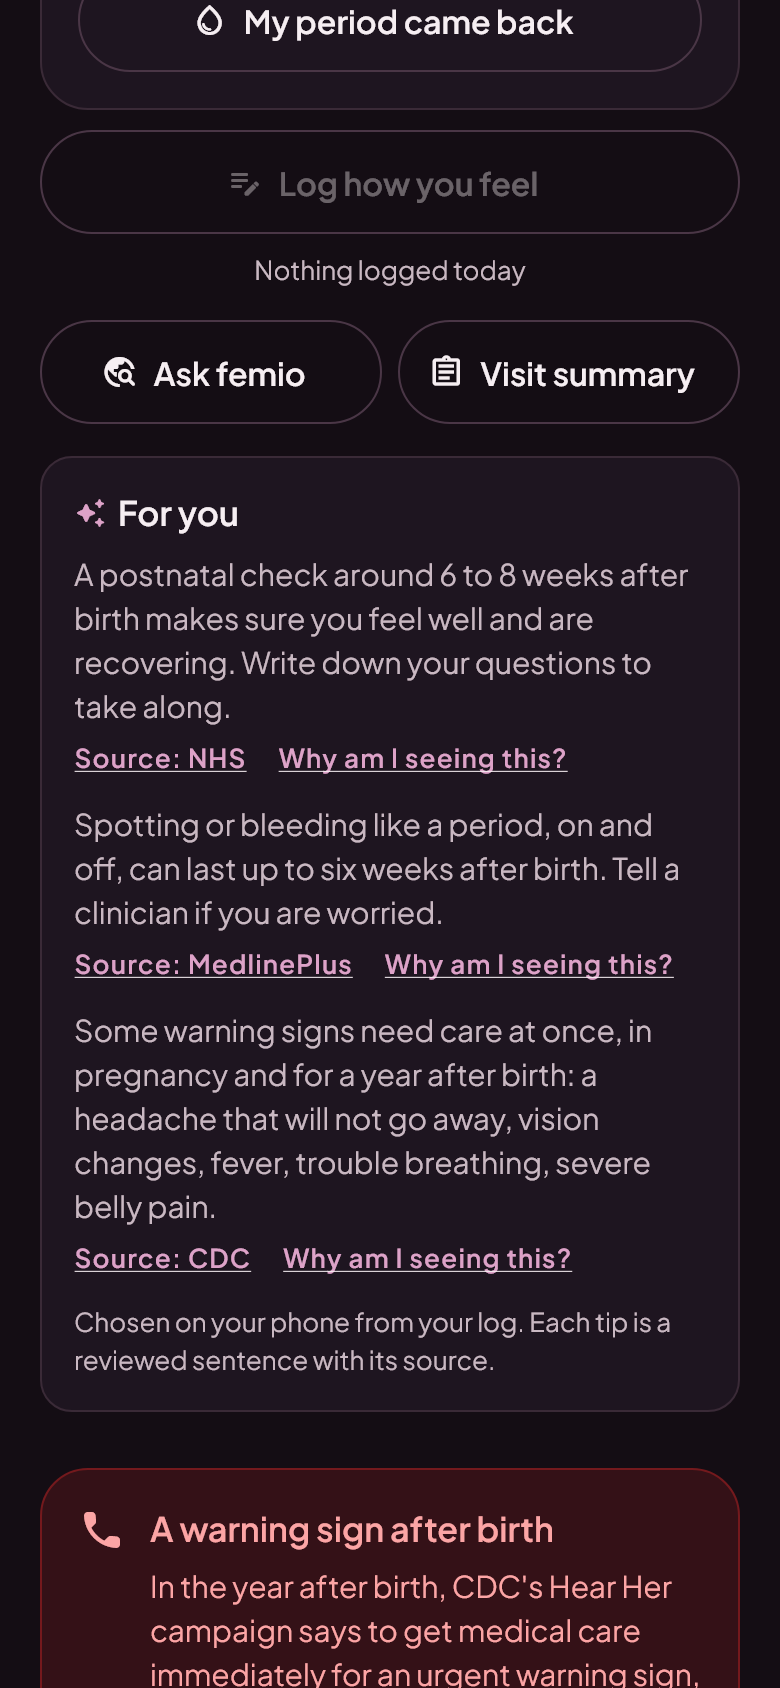 My period came back
Log how you feel
Nothing logged today
Ask femio
Visit summary
For you
A postnatal check around 6 to 8 weeks after
birth makes sure you feel well and are
recovering. Write down your questions to
take along.
Source: NHS Why am I seeing this?
Spotting or bleeding like a period, on and
off, can last up to six weeks after birth. Tell a
clinician if you are worried.
Source: MedlinePlus Why am I seeing this?
Some warning signs need care at once, in
pregnancy and for a year after birth: a
headache that will not go away, vision
changes, fever, trouble breathing, severe
belly pain.
Source: CDC Why am I seeing this?
Chosen on your phone from your log. Each tip is a
reviewed sentence with its source.
A warning sign after birth
In the year after birth, CDC's Hear Her
campaign says to get medical care
immediately for an urgent warning sign,